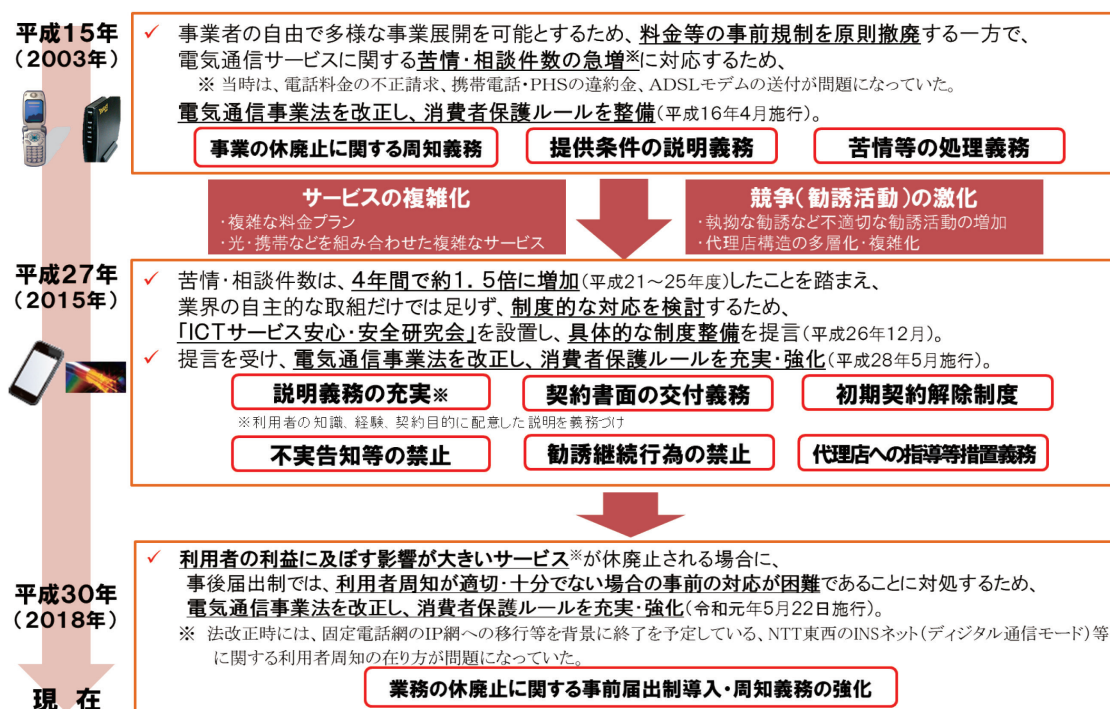 平成15年
(2003年)
✓ 事業者の自由で多様な事業展開を可能とするため、料金等の事前規制を原則撤廃する一方で、
電気通信サービスに関する苦情・相談件数の急増※に対応するため、
※ 当時は、電話料金の不正請求、携帯電話・PHSの違約金、ADSLモデムの送付が問題になっていた。
電気通信事業法を改正し、消費者保護ルールを整備(平成16年4月施行)。
事業の休廃止に関する周知義務
提供条件の説明義務
苦情等の処理義務
サービスの複雑化
・複雑な料金プラン
・光・携帯などを組み合わせた複雑なサービス
競争(勧誘活動)の激化
・執拗な勧誘など不適切な勧誘活動の増加
・代理店構造の多層化・複雑化
平成27年
(2015年)
✓ 苦情・相談件数は、4年間で約1.5倍に増加(平成21~25年度)したことを踏まえ、
業界の自主的な取組だけでは足りず、制度的な対応を検討するため、
「ICTサービス安心・安全研究会」を設置し、具体的な制度整備を提言(平成26年12月)。
✓ 提言を受け、電気通信事業法を改正し、消費者保護ルールを充実・強化(平成28年5月施行)。
説明義務の充実※
契約書面の交付義務
初期契約解除制度
※利用者の知識、経験、契約目的に配意した説明を義務づけ
不実告知等の禁止
勧誘継続行為の禁止
代理店への指導等措置義務
平成30年
(2018年)
✓ 利用者の利益に及ぼす影響が大きいサービス※が休廃止される場合に、
事後届出制では、利用者周知が適切・十分でない場合の事前の対応が困難であることに対処するため、
電気通信事業法を改正し、消費者保護ルールを充実・強化(令和元年5月22日施行)。
※ 法改正時には、固定電話網のIP網への移行等を背景に終了を予定している、NTT東西のINSネット(ディジタル通信モード)等
に関する利用者周知の在り方が問題になっていた。
業務の休廃止に関する事前届出制導入・周知義務の強化
現 在